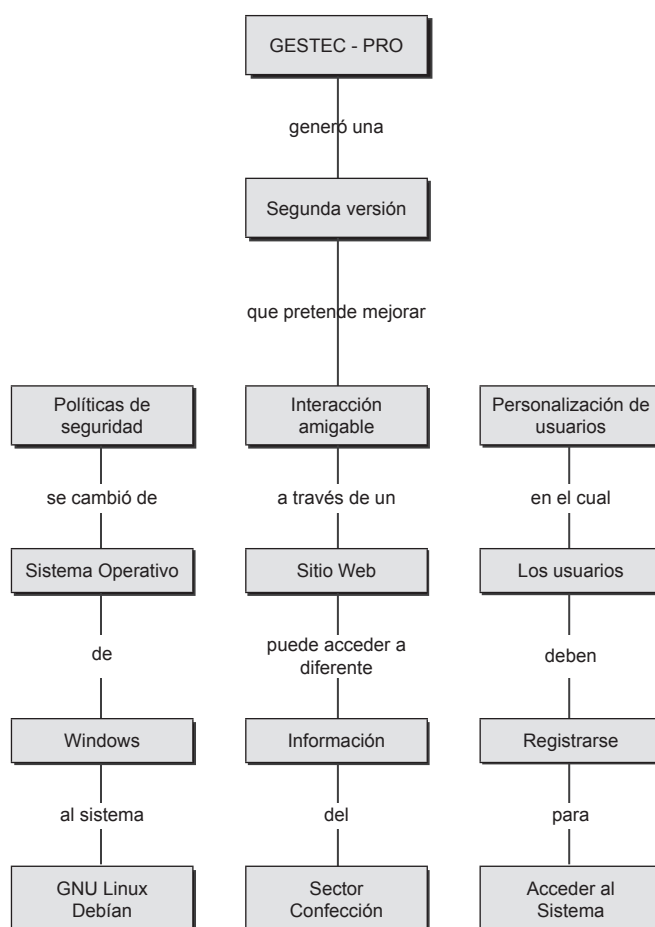 GESTEC - PRO
generó una
Segunda versión
que pretende mejorar
Políticas de
seguridad
se cambió de
Sistema Operativo
de
Windows
al sistema
GNU Linux
Debían
Interacción
amigable
a través de un
Sitio Web
puede acceder a
diferente
Información
del
Sector
Confección
Personalización de
usuarios
en el cual
Los usuarios
deben
Registrarse
para
Acceder al
Sistema